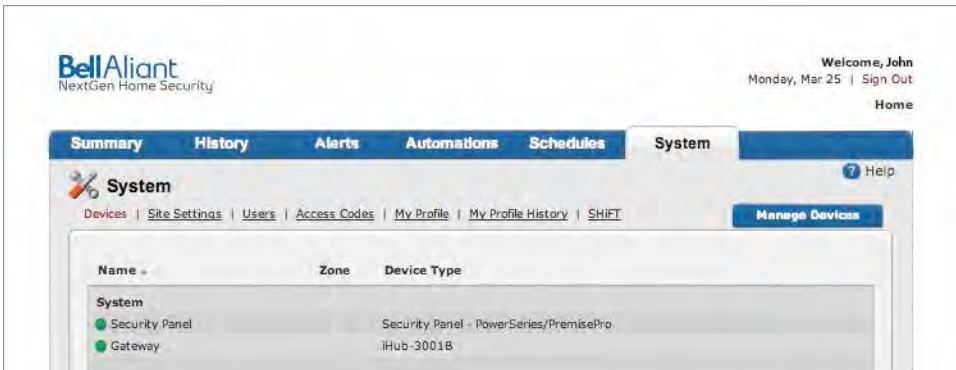 BellAliant
NextGen Home Security
Welcome, John
Monday, Mar 25 | Sign Out
Home
Summary History Alerts Automations Schedules System
? Help
System
Devices | Site Settings | Users | Access Codes | My Profile | My Profile History | SHiFT
Manage Devices
Name Zone Device Type
System
Security Panel Security Panel - PowerSeries/PremisePro
Gateway iHub-3001B